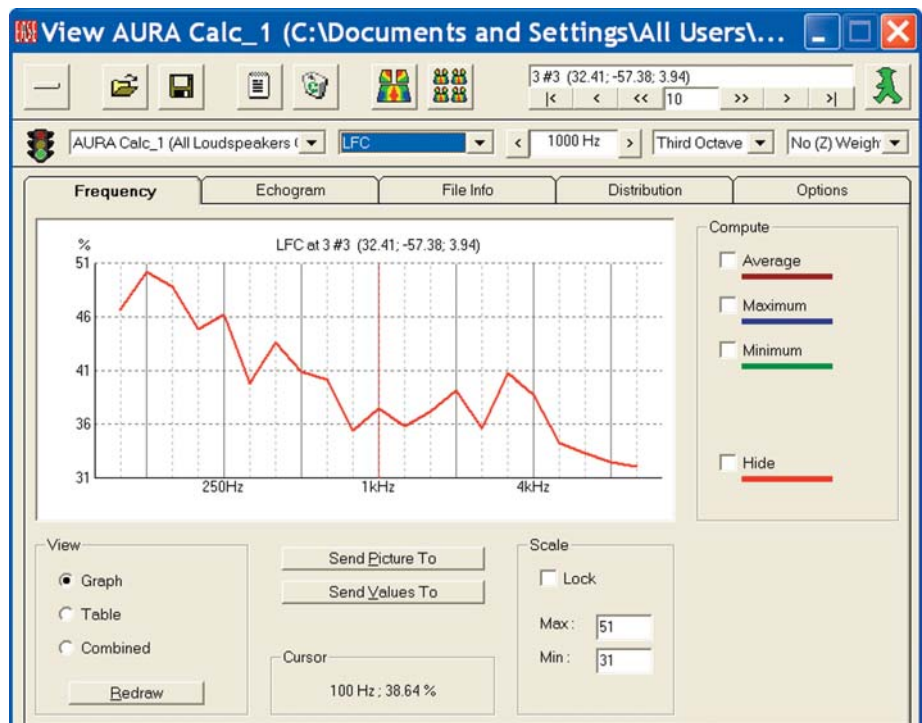 EASE View AURA Calc_1 (C:\Documents and Settings\All Users\...
3 #3 (32.41; -57.38; 3.94)
|< < << 10 >> > >|
AURA Calc_1 (All Loudspeakers ( LFC < 1000 Hz > Third Octave No (Z) Weigh
Frequency Echogram File Info Distribution Options
% LFC at 3 #3 (32.41; -57.38; 3.94)
51
46
41
36
31
250Hz 1kHz 4kHz
Compute
Average
Maximum
Minimum
Hide
View
Graph
Table
Combined
Redraw
Send Picture To
Send Values To
Cursor
100 Hz ; 38.64 %
Scale
Lock
Max : 51
Min : 31